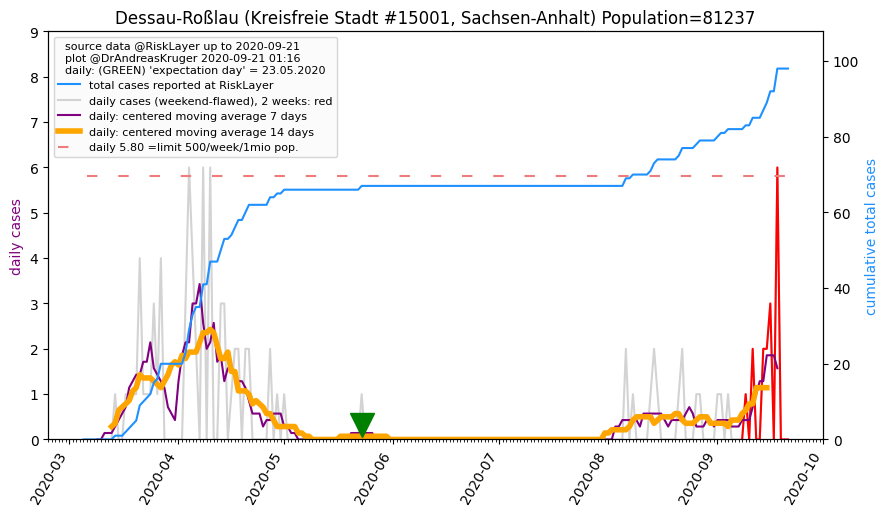 Dessau-Roßlau (Kreisfreie Stadt #15001, Sachsen-Anhalt) Population=81237
source data @RiskLayer up to 2020-09-21
plot @DrAndreasKruger 2020-09-21 01:16
daily: (GREEN) 'expectation day' = 23.05.2020
total cases reported at RiskLayer
daily cases (weekend-flawed), 2 weeks: red
daily: centered moving average 7 days
daily: centered moving average 14 days
daily 5.80 =limit 500/week/1mio pop.
daily cases
9
8
7
6
5
4
3
2
1
0
100
80
60
40
20
0
cumulative total cases
2020-03
2020-04
2020-05
2020-06
2020-07
2020-08
2020-09
2020-10